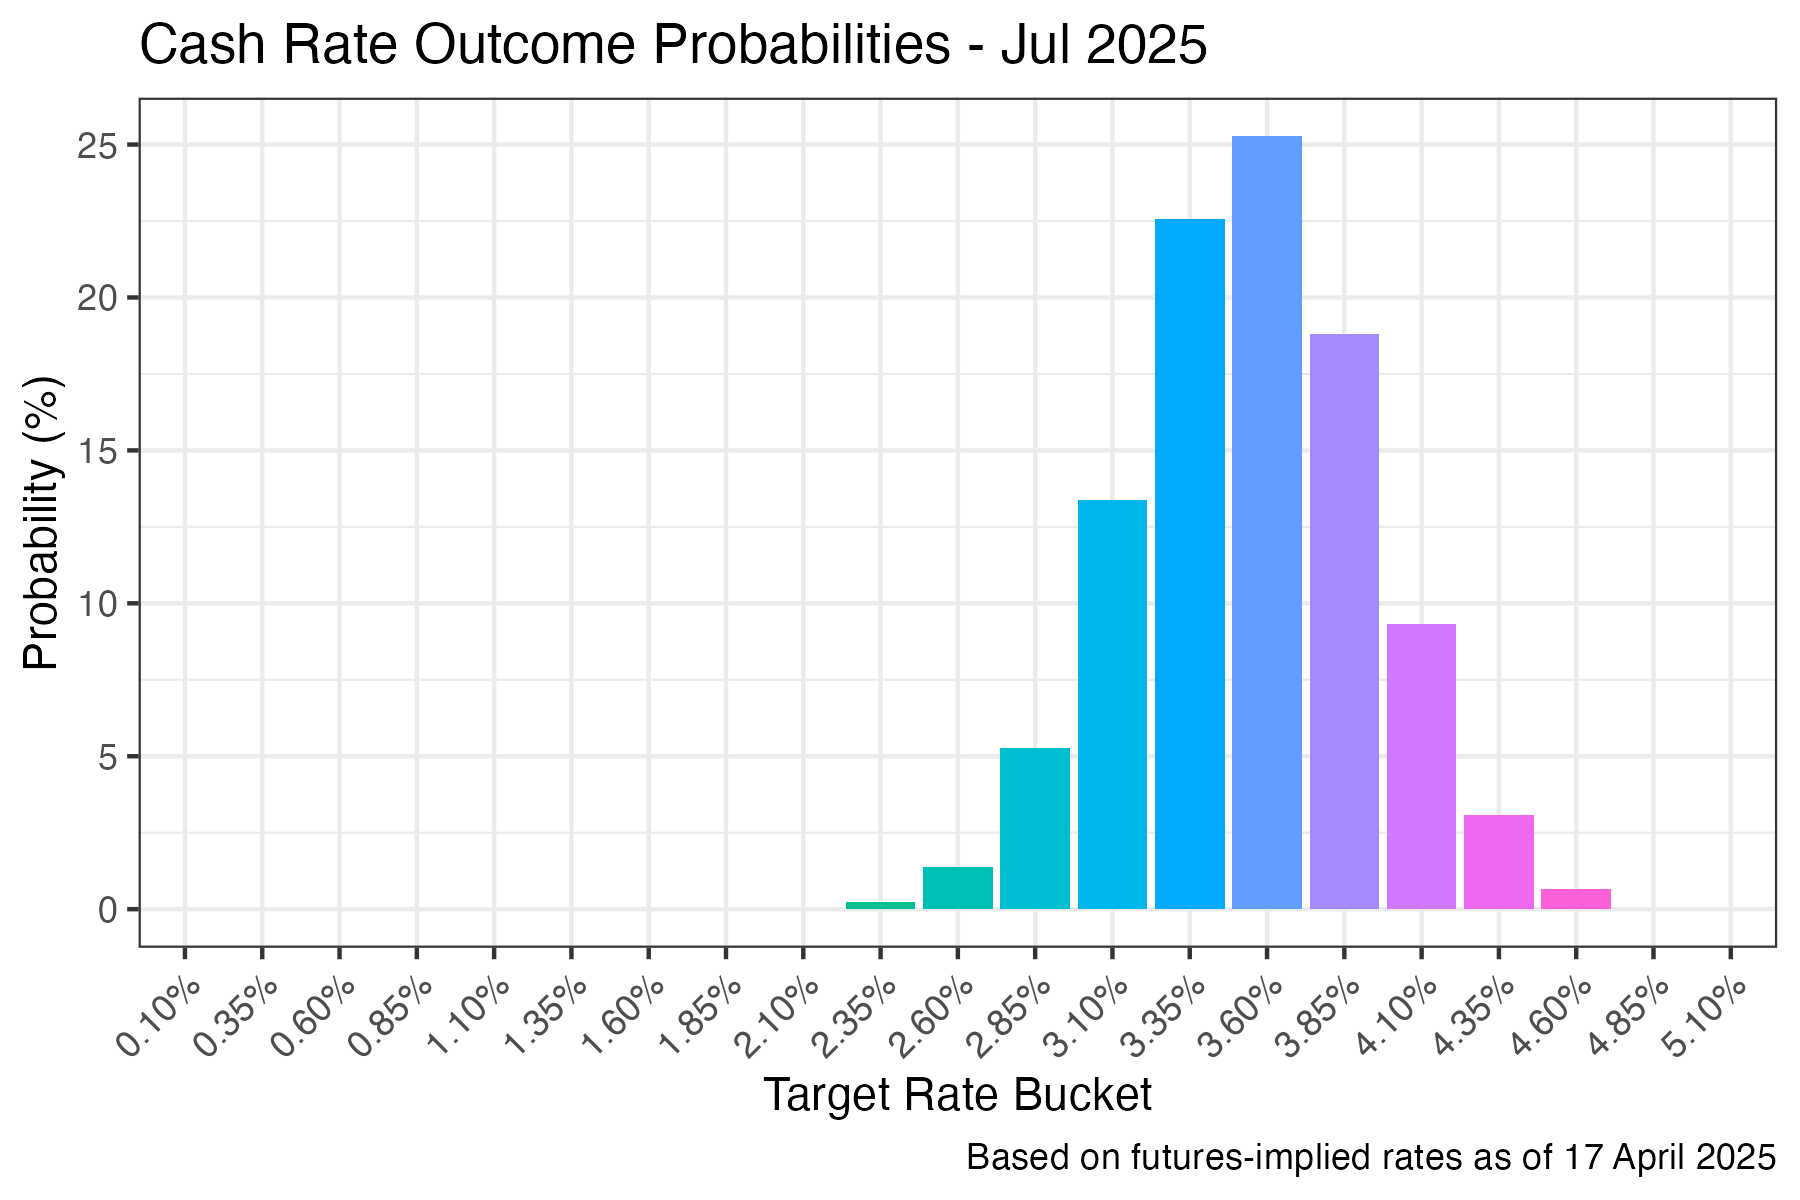 Cash Rate Outcome Probabilities - Jul 2025
Probability (%)
25
20
15
10
5
0
0.10% 0.35% 0.60% 0.85% 1.10% 1.35% 1.60% 1.85% 2.10% 2.35% 2.60% 2.85% 3.10% 3.35% 3.60% 3.85% 4.10% 4.35% 4.60% 4.85% 5.10%
Target Rate Bucket
Based on futures-implied rates as of 17 April 2025